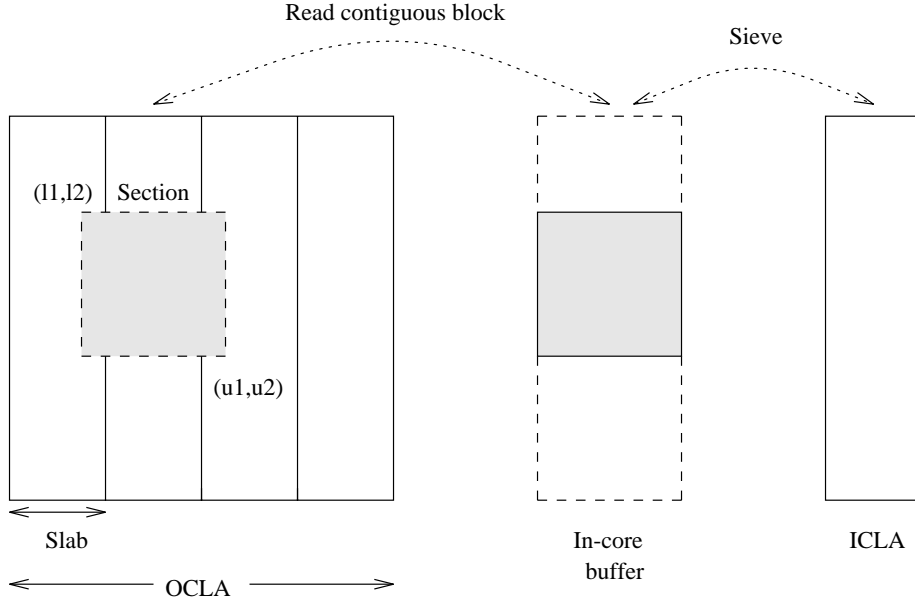 Read contiguous block
Sieve
(l1,l2)
Section
(u1,u2)
Slab
In-core
buffer
ICLA
OCLA